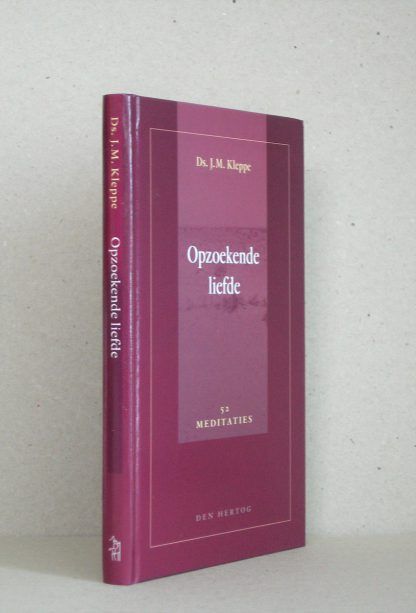 Ds. J.M. Kleppe
Opzoekende liefde
Ds. J.M. Kleppe
Opzoekende
liefde
52
MEDITATIES
DEN HERTOG